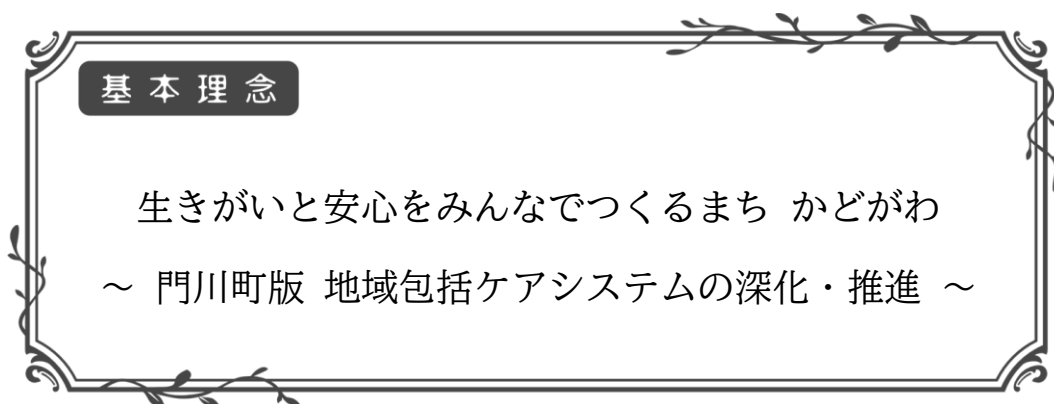 基本理念
生きがいと安心をみんなでつくるまち かどがわ
～ 門川町版 地域包括ケアシステムの深化・推進 ～